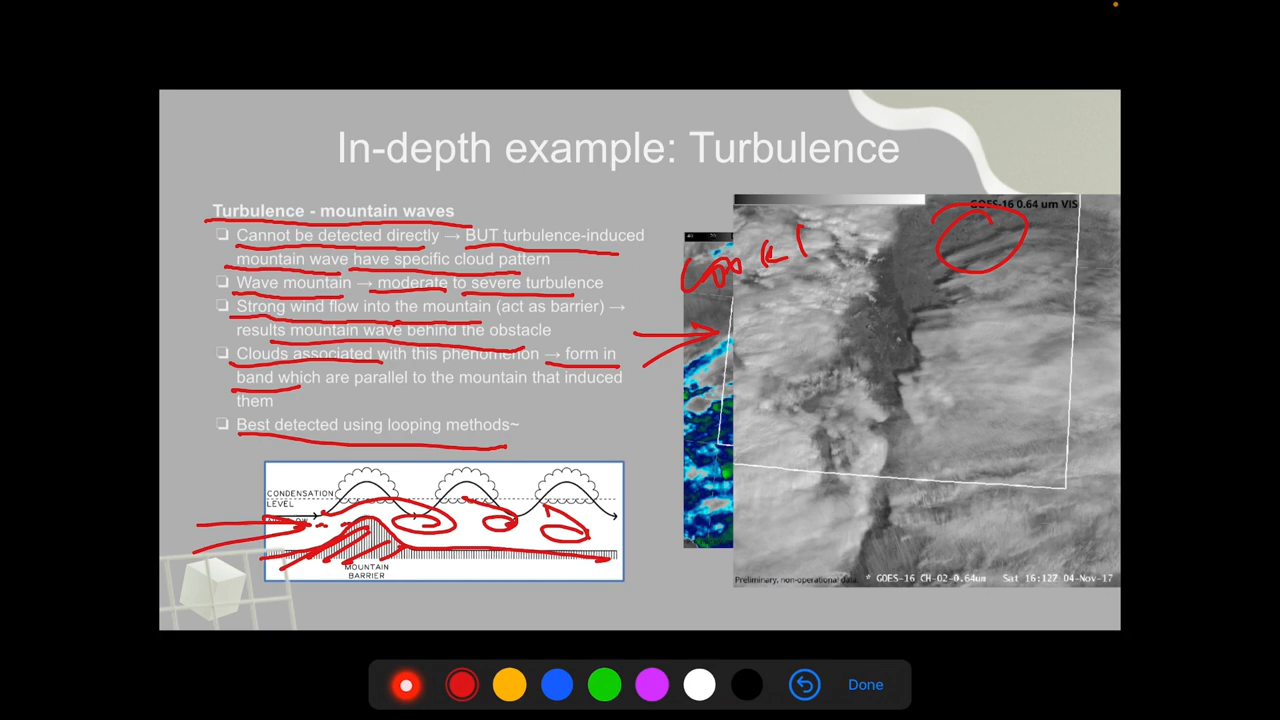 In-depth example: Turbulence
Turbulence - mountain waves
Cannot be detected directly → BUT turbulence-induced
mountain wave have specific cloud pattern
Wave mountain → moderate to severe turbulence
Strong wind flow into the mountain (act as barrier) →
results mountain wave behind the obstacle
Clouds associated with this phenomenon → form in
band which are parallel to the mountain that induced
them
Best detected using looping methods~
CONDENSATION
LEVEL
MOUNTAIN
BARRIER
GOES-16 0.64 um VIS
Preliminary, non-operational data
* GOES-16 CH-02-0.64um Sat 16:12Z 04-Nov-17
Done